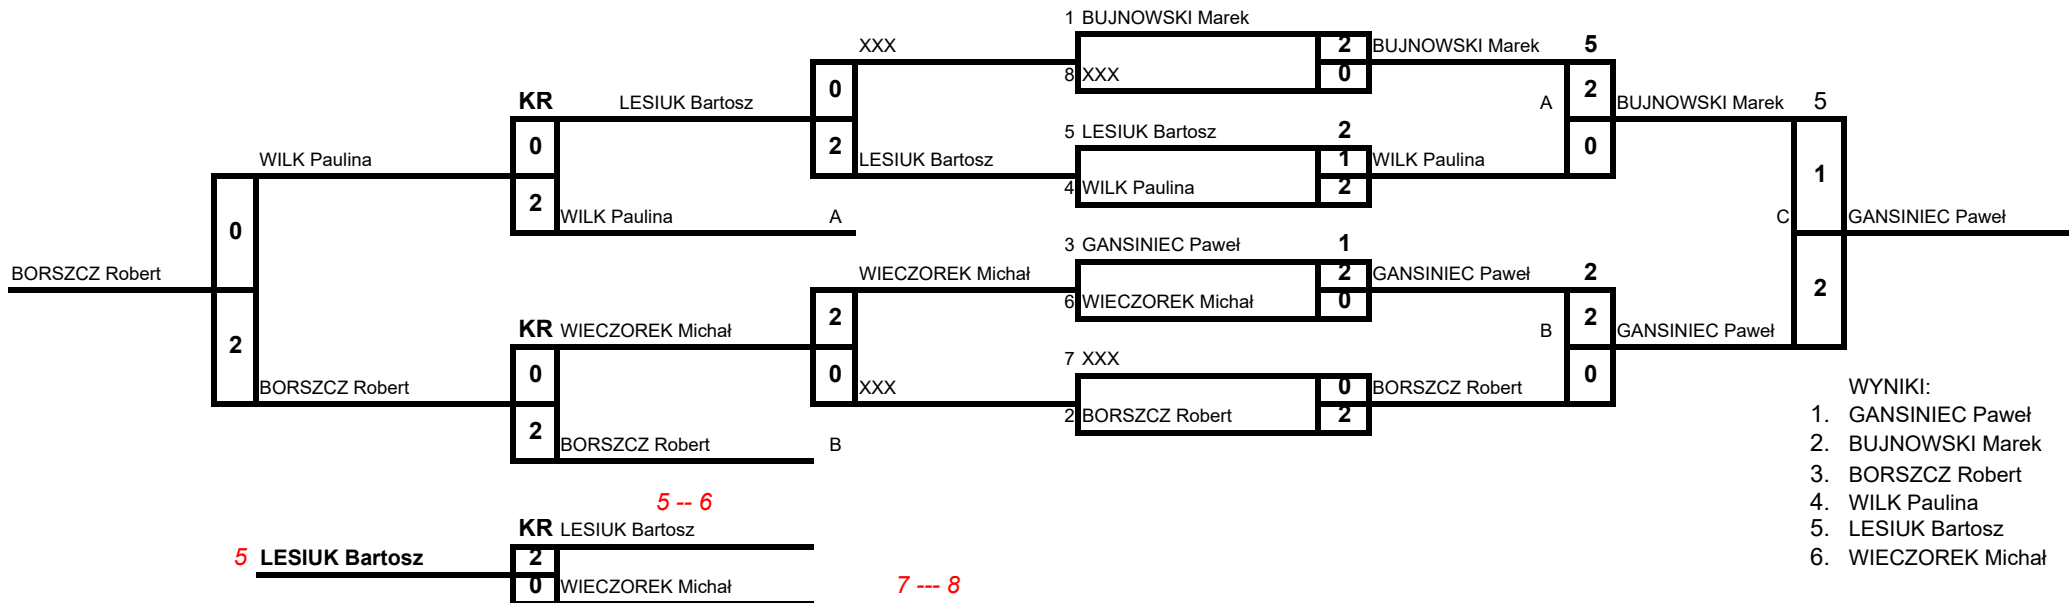 1 BUJNOWSKI Marek
XXX 2 BUJNOWSKI Marek 5
8 XXX 0
0 2
KR LESIUK Bartosz A BUJNOWSKI Marek 5
5 LESIUK Bartosz 2
0 2 0
WILK Paulina LESIUK Bartosz 1 WILK Paulina
1
4 WILK Paulina 2
2
WILK Paulina A C GANSINIEC Paweł
0
3 GANSINIEC Paweł 1
BORSZCZ Robert WIECZOREK Michał 2 GANSINIEC Paweł 2
6 WIECZOREK Michał 0
2
2 2
KR WIECZOREK Michał B GANSINIEC Paweł
2
7 XXX
0 0 0
BORSZCZ Robert XXX 0 BORSZCZ Robert
WYNIKI:
2 BORSZCZ Robert 2
1. GANSINIEC Paweł
2
BORSZCZ Robert B
2. BUJNOWSKI Marek
3. BORSZCZ Robert
5 -- 6
4. WILK Paulina
KR LESIUK Bartosz
5. LESIUK Bartosz
5 LESIUK Bartosz 2
6. WIECZOREK Michał
0 WIECZOREK Michał 7 --- 8